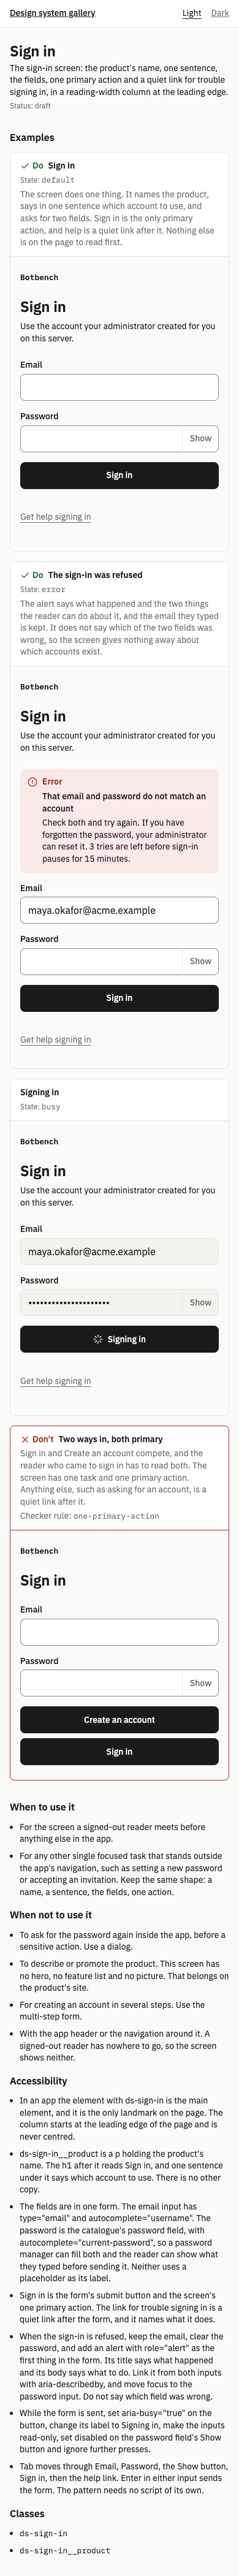 Design system gallery
Light Dark
Sign in
The sign-in screen: the product's name, one sentence,
the fields, one primary action and a quiet link for trouble
signing in, in a reading-width column at the leading edge.
Status: draft
Examples
Do Sign in
State: default
The screen does one thing. It names the product,
says in one sentence which account to use, and
asks for two fields. Sign in is the only primary
action, and help is a quiet link after it. Nothing else
is on the page to read first.
Botbench
Sign in
Use the account your administrator created for you
on this server.
Email
Password
Show
Sign in
Get help signing in
Do The sign-in was refused
State: error
The alert says what happened and the two things
the reader can do about it, and the email they typed
is kept. It does not say which of the two fields was
wrong, so the screen gives nothing away about
which accounts exist.
Botbench
Sign in
Use the account your administrator created for you
on this server.
Error
That email and password do not match an
account
Check both and try again. If you have
forgotten the password, your administrator
can reset it. 3 tries are left before sign-in
pauses for 15 minutes.
Email
maya.okafor@acme.example
Password
Show
Sign in
Get help signing in
Signing in
State: busy
Botbench
Sign in
Use the account your administrator created for you
on this server.
Email
maya.okafor@acme.example
Password
Show
Signing in
Get help signing in
Don't Two ways in, both primary
Sign in and Create an account compete, and the
reader who came to sign in has to read both. The
screen has one task and one primary action.
Anything else, such as asking for an account, is a
quiet link after it.
Checker rule: one-primary-action
Botbench
Sign in
Email
Password
Show
Create an account
Sign in
When to use it
• For the screen a signed-out reader meets before
anything else in the app.
• For any other single focused task that stands outside
the app's navigation, such as setting a new password
or accepting an invitation. Keep the same shape: a
name, a sentence, the fields, one action.
When not to use it
• To ask for the password again inside the app, before a
sensitive action. Use a dialog.
• To describe or promote the product. This screen has
no hero, no feature list and no picture. That belongs on
the product's site.
• For creating an account in several steps. Use the
multi-step form.
• With the app header or the navigation around it. A
signed-out reader has nowhere to go, so the screen
shows neither.
Accessibility
• In an app the element with ds-sign-in is the main
element, and it is the only landmark on the page. The
column starts at the leading edge of the page and is
never centred.
• ds-sign-in__product is a p holding the product's
name. The h1 after it reads Sign in, and one sentence
under it says which account to use. There is no other
copy.
• The fields are in one form. The email input has
type="email" and autocomplete="username". The
password is the catalogue's password field, with
autocomplete="current-password", so a password
manager can fill both and the reader can show what
they typed before sending it. Neither uses a
placeholder as its label.
• Sign in is the form's submit button and the screen's
one primary action. The link for trouble signing in is a
quiet link after the form, and it names what it does.
• When the sign-in is refused, keep the email, clear the
password, and add an alert with role="alert" as the
first thing in the form. Its title says what happened
and its body says what to do. Link it from both inputs
with aria-describedby, and move focus to the
password input. Do not say which field was wrong.
• While the form is sent, set aria-busy="true" on the
button, change its label to Signing in, make the inputs
read-only, set disabled on the password field's Show
button and ignore further presses.
• Tab moves through Email, Password, the Show button,
Sign in, then the help link. Enter in either input sends
the form. The pattern needs no script of its own.
Classes
• ds-sign-in
• ds-sign-in__product